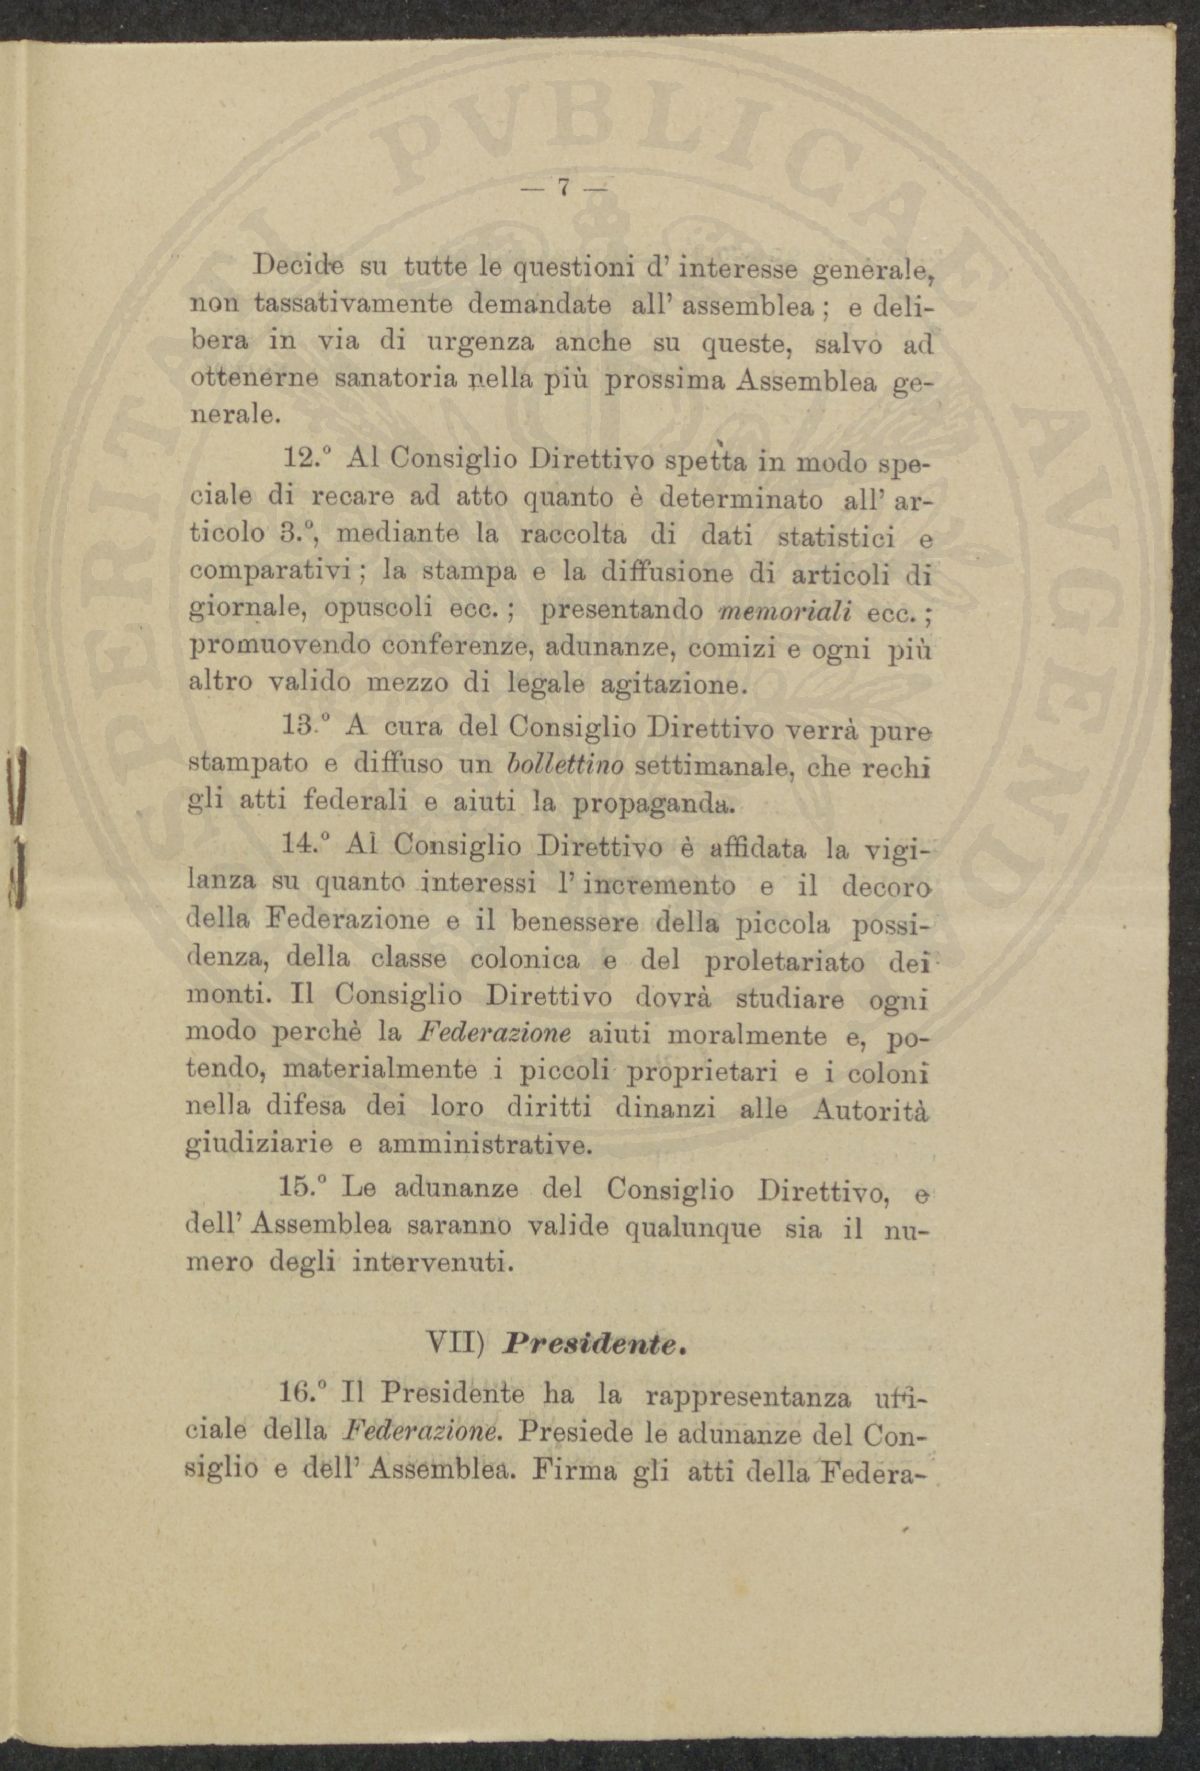 — 7 —
Decide su tutte le questioni d' interesse generale,
non tassativamente demandate all' assemblea ; e deli-
bera in via di urgenza anche su queste, salvo ad
ottenerne sanatoria nella più prossima Assemblea ge-
nerale.
12.° Al Consiglio Direttivo spetta in modo spe-
ciale di recare ad atto quanto è determinato all' ar-
ticolo 3.°, mediante la raccolta di dati statistici e
comparativi ; la stampa e la diffusione di articoli di
giornale, opuscoli ecc. ; presentando memoriali ecc. ;
promuovendo conferenze, adunanze, comizi e ogni più
altro valido mezzo di legale agitazione.
13.° A cura del Consiglio Direttivo verrà pure
stampato e diffuso un bollettino settimanale, che rechi
gli atti federali e aiuti la propaganda.
14.° Al Consiglio Direttivo è affidata la vigi-
lanza su quanto interessi l' incremento e il decoro
della Federazione e il benessere della piccola possi-
denza, della classe colonica e del proletariato dei
monti. Il Consiglio Direttivo dovrà studiare ogni
modo perchè la Federazione aiuti moralmente e, po-
tendo, materialmente i piccoli proprietari e i coloni
nella difesa dei loro diritti dinanzi alle Autorità
giudiziarie e amministrative.
15.° Le adunanze del Consiglio Direttivo, e
dell' Assemblea saranno valide qualunque sia il nu-
mero degli intervenuti.
VII) Presidente.
16.° Il Presidente ha la rappresentanza uffi-
ciale della Federazione. Presiede le adunanze del Con-
siglio e dell' Assemblea. Firma gli atti della Federa-
PVBLICAE AVGENDO